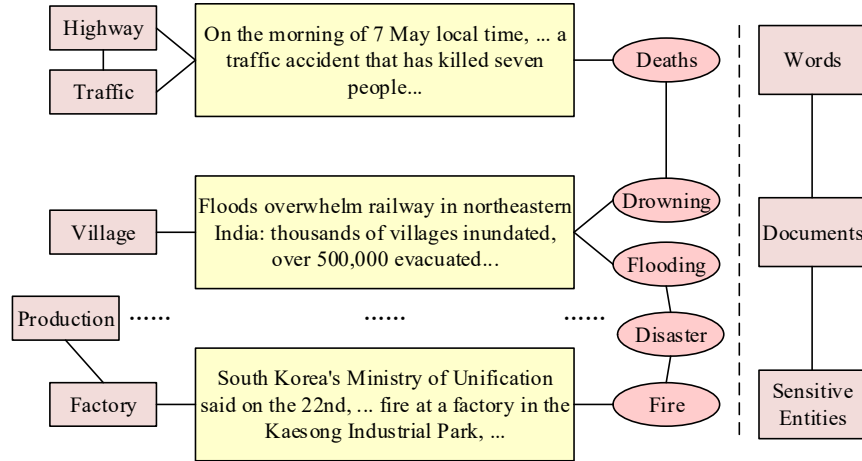 Highway
Traffic
On the morning of 7 May local time, ... a
traffic accident that has killed seven
people...
Deaths
Village
Floods overwhelm railway in northeastern
India: thousands of villages inundated,
over 500,000 evacuated...
Drowning
Flooding
Production
......
......
......
Disaster
Factory
South Korea's Ministry of Unification
said on the 22nd, ... fire at a factory in the
Kaesong Industrial Park, ...
Fire
Words
Documents
Sensitive
Entities